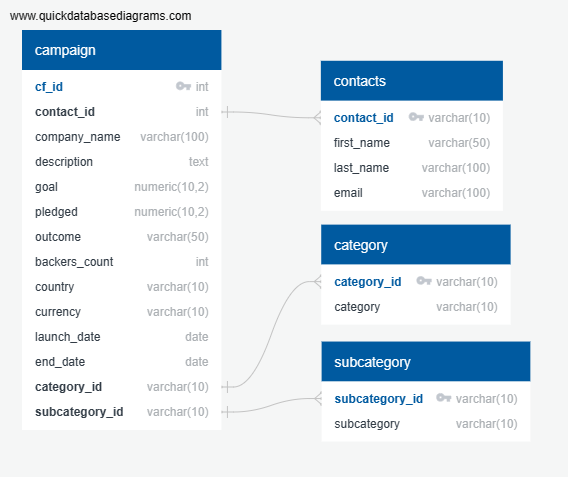 www.quickdatabasediagrams.com
campaign
cf_id int
contact_id int
company_name varchar(100)
description text
goal numeric(10,2)
pledged numeric(10,2)
outcome varchar(50)
backers_count int
country varchar(10)
currency varchar(10)
launch_date date
end_date date
category_id varchar(10)
subcategory_id varchar(10)
contacts
contact_id varchar(10)
first_name varchar(50)
last_name varchar(100)
email varchar(100)
category
category_id varchar(10)
category varchar(10)
subcategory
subcategory_id varchar(10)
subcategory varchar(10)